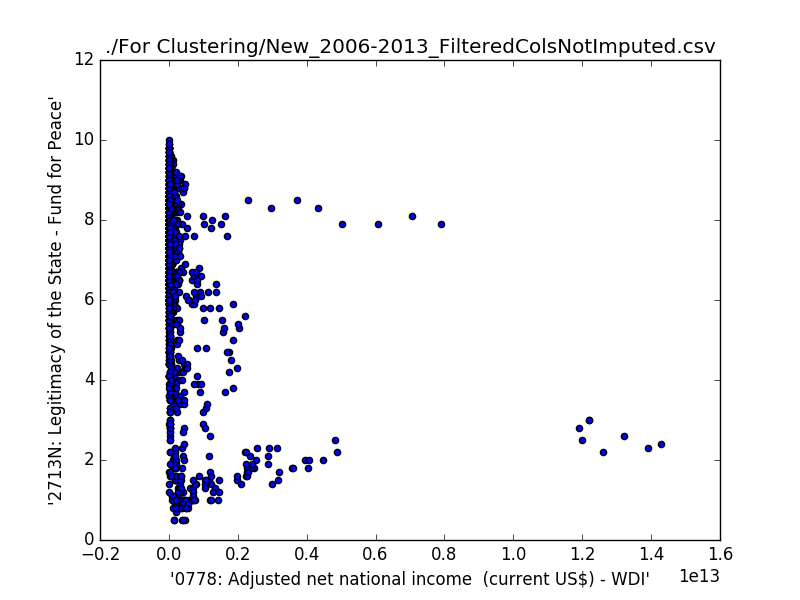 ./For Clustering/New_2006-2013_FilteredColsNotImputed.csv
12
10
8
6
4
2
0
'2713N: Legitimacy of the State - Fund for Peace'
−0.2 0.0 0.2 0.4 0.6 0.8 1.0 1.2 1.4 1.6
1e13
'0778: Adjusted net national income  (current US$) - WDI'